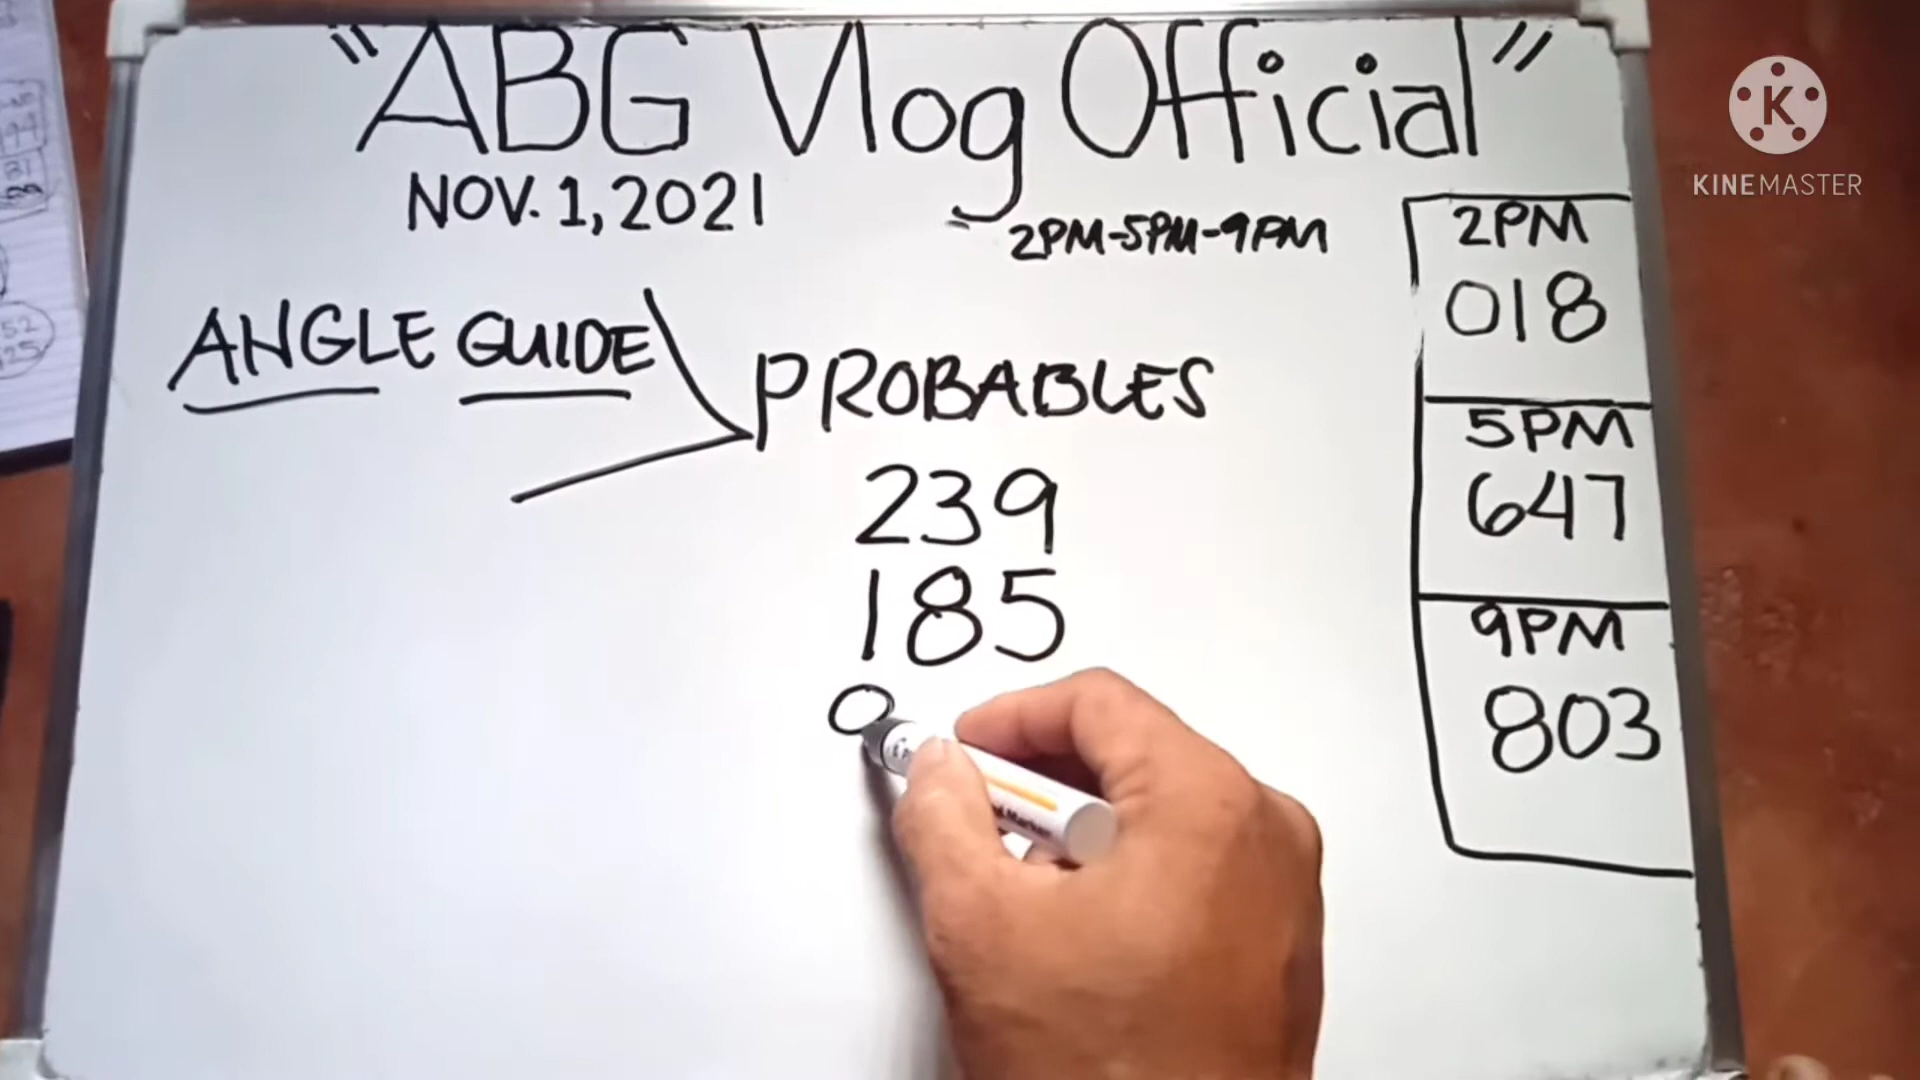 "ABG Vlog Official"
NOV. 1, 2021
2PM-5PM-9PM
ANGLE GUIDE
PROBABLES
239
185
2PM
018
5PM
647
9PM
803
KINEMASTER